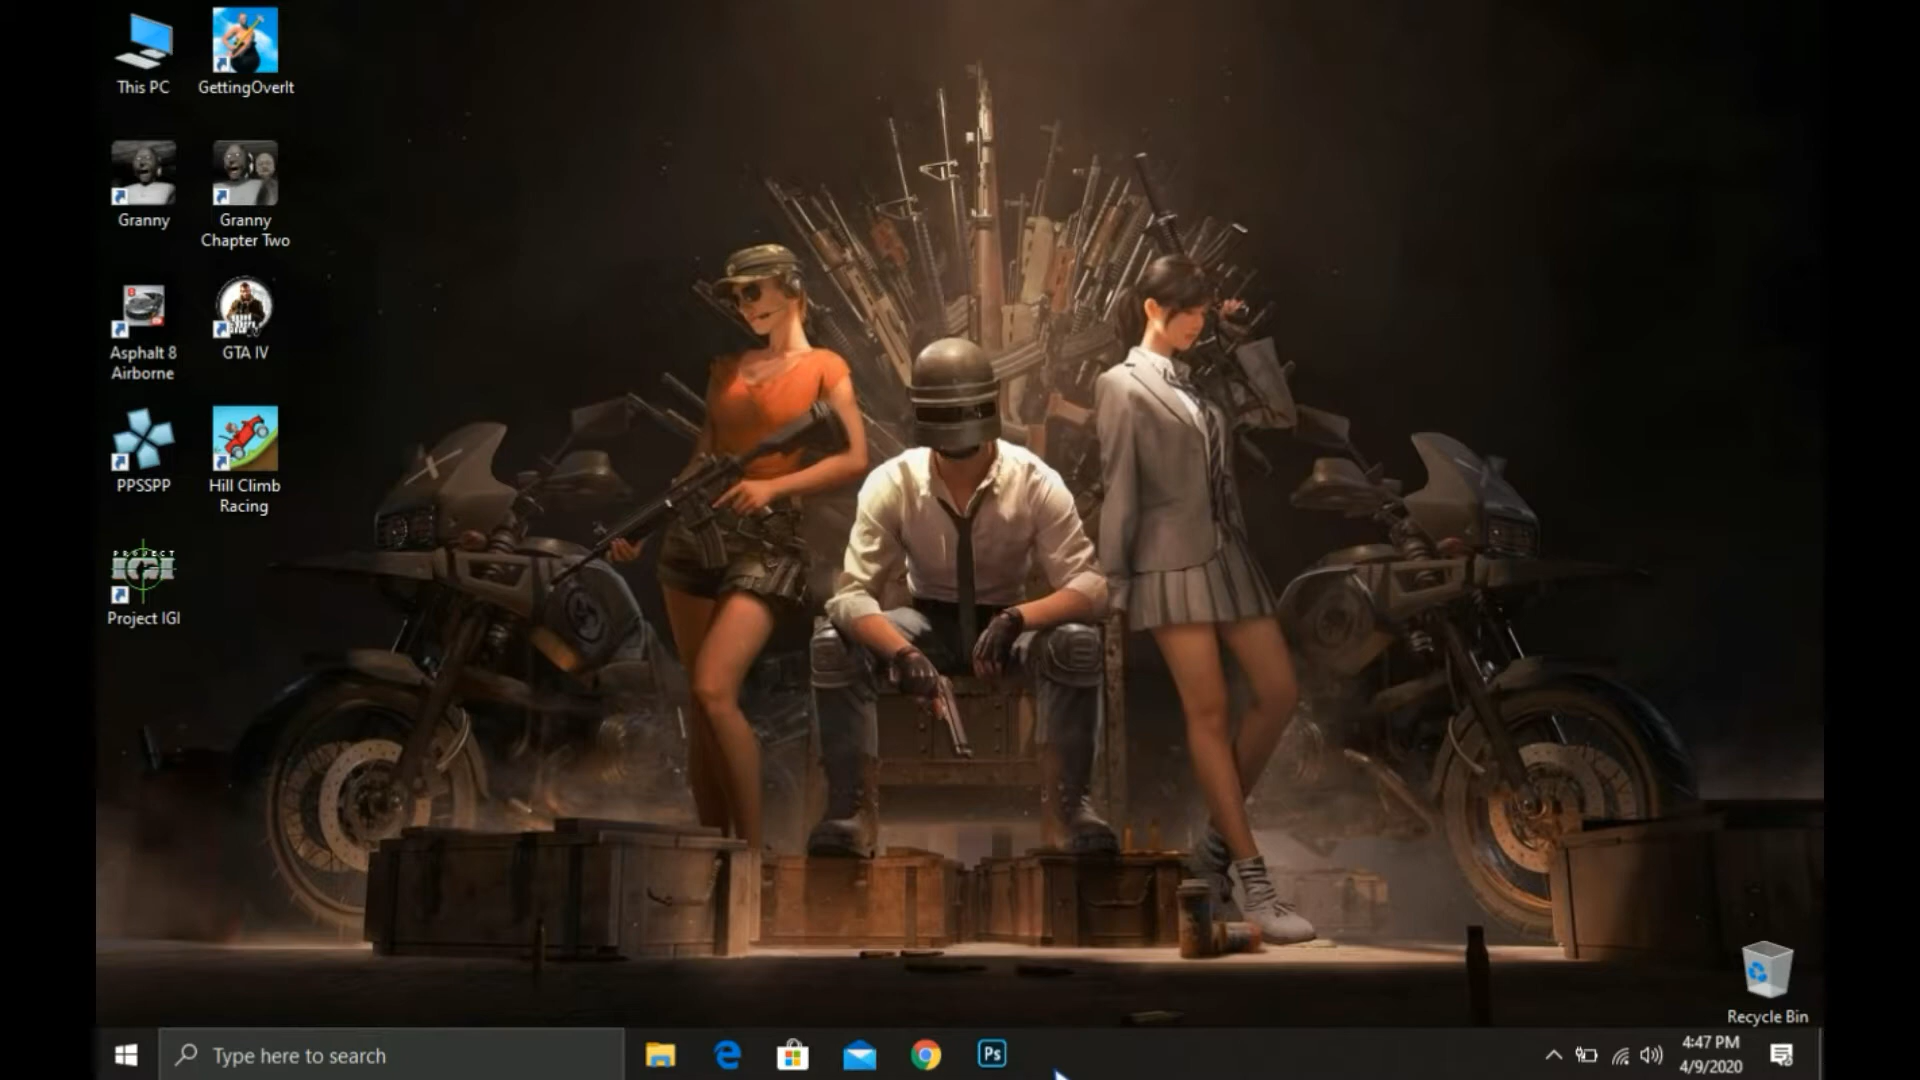 This PC
GettingOverIt
Granny
Granny
Chapter Two
8
Asphalt 8
Airborne
GTA IV
PPSSPP
Hill Climb
Racing
PROJECT
IGI
Project IGI
Recycle Bin
Type here to search
Ps
4:47 PM
4/9/2020